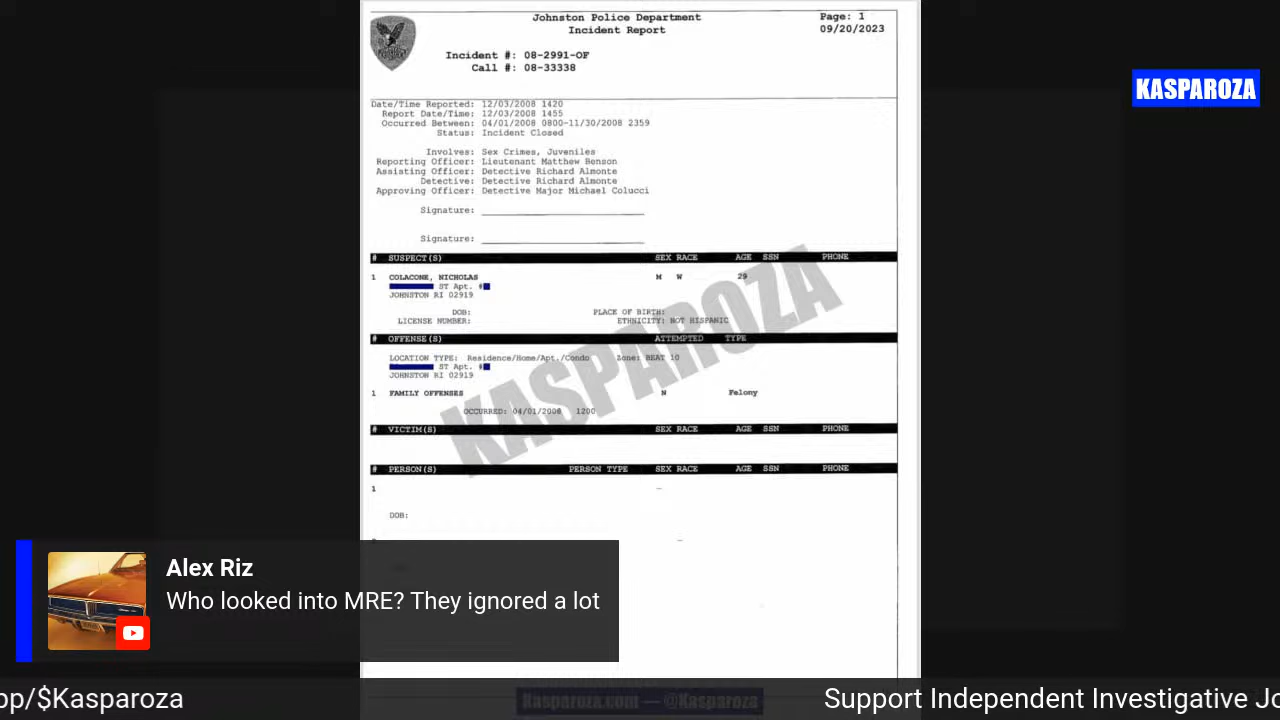 Johnston Police Department
Incident Report
Page: 1
09/20/2023
Incident #: 08-2991-OF
Call #: 08-33338
KASPAROZA
Date/Time Reported: 12/03/2008 1420
Report Date/Time: 12/03/2008 1455
Occurred Between: 04/01/2008 0800-11/30/2008 2359
Status: Incident Closed
Involves: Sex Crimes, Juveniles
Reporting Officer: Lieutenant Matthew Benson
Assisting Officer: Detective Richard Almonte
Detective: Detective Richard Almonte
Approving Officer: Detective Major Michael Colucci
Signature:
Signature:
# SUSPECT(S) SEX RACE AGE SSN PHONE
1 COLACONE, NICHOLAS M W 29
ST Apt. #
JOHNSTON RI 02919
DOB: PLACE OF BIRTH:
LICENSE NUMBER: ETHNICITY: NOT HISPANIC
# OFFENSE(S) ATTEMPTED TYPE
LOCATION TYPE: Residence/Home/Apt./Condo Zone: BEAT 10
ST Apt. #
JOHNSTON RI 02919
1 FAMILY OFFENSES N Felony
OCCURRED: 04/01/2008 1200
KASPAROZA
# VICTIM(S) SEX RACE AGE SSN PHONE
# PERSON(S) PERSON TYPE SEX RACE AGE SSN PHONE
1
DOB:
Alex Riz
Who looked into MRE? They ignored a lot
pp/$Kasparoza
Kasparoza.com — @Kasparoza
Support Independent Investigative Jo